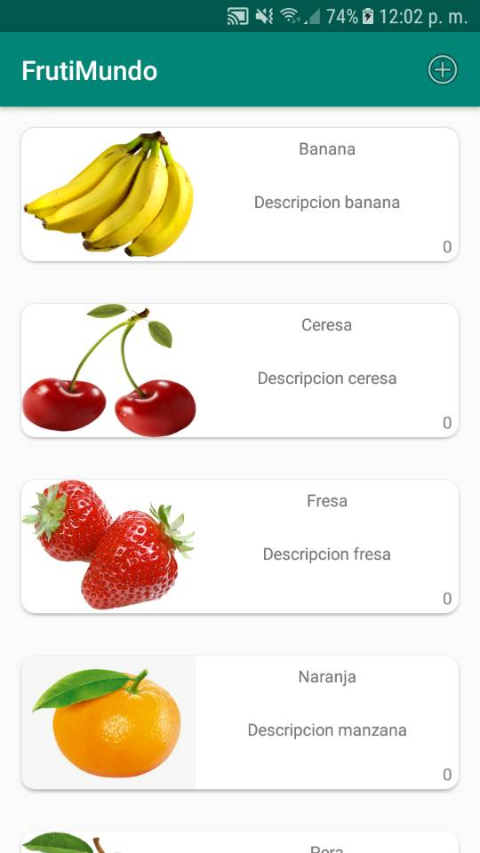 74% 12:02 p. m.
FrutiMundo
Banana
Descripcion banana
0
Ceresa
Descripcion ceresa
0
Fresa
Descripcion fresa
0
Naranja
Descripcion manzana
0
Pera